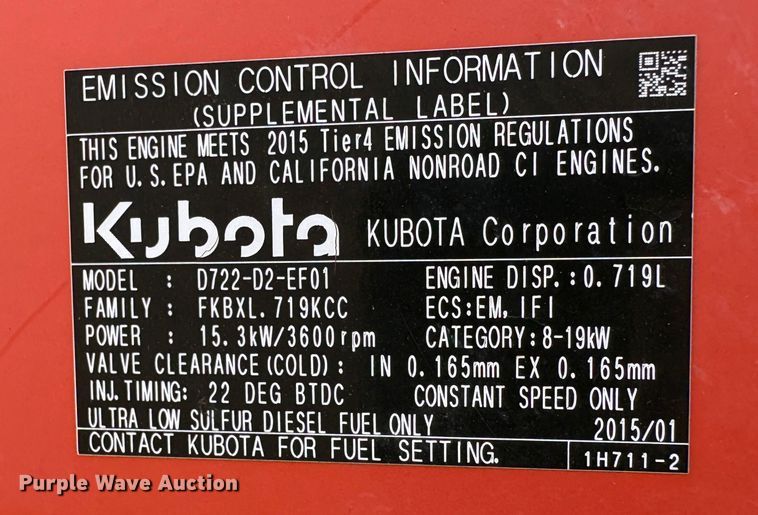 EMISSION CONTROL INFORMATION
(SUPPLEMENTAL LABEL)
THIS ENGINE MEETS 2015 Tier4 EMISSION REGULATIONS
FOR U.S.EPA AND CALIFORNIA NONROAD CI ENGINES.
Kubota KUBOTA Corporation
MODEL : D722-D2-EF01 ENGINE DISP.:0.719L
FAMILY : FKBXL.719KCC ECS:EM,IFI
POWER : 15.3kW/3600rpm CATEGORY:8-19kW
VALVE CLEARANCE(COLD): IN 0.165mm EX 0.165mm
INJ.TIMING: 22 DEG BTDC CONSTANT SPEED ONLY
ULTRA LOW SULFUR DIESEL FUEL ONLY 2015/01
CONTACT KUBOTA FOR FUEL SETTING. 1H711-2
Purple Wave Auction